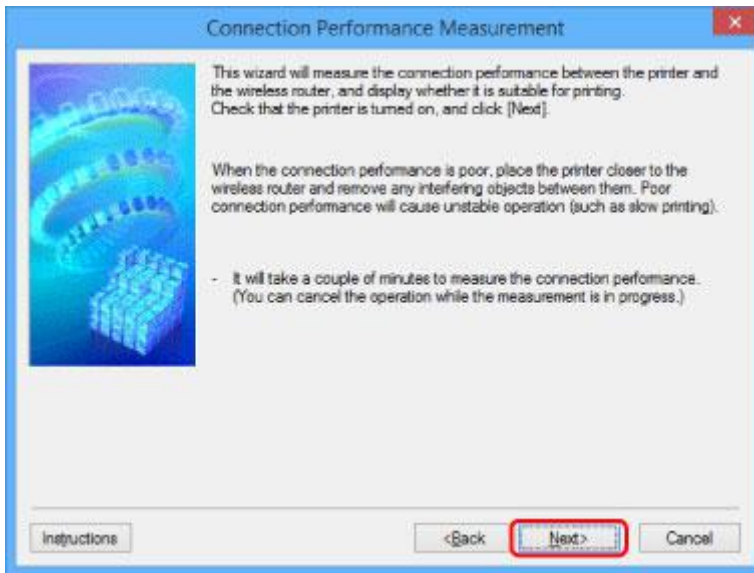 Connection Performance Measurement
This wizard will measure the connection performance between the printer and
the wireless router, and display whether it is suitable for printing.
Check that the printer is turned on, and click [Next].
When the connection performance is poor, place the printer closer to the
wireless router and remove any interfering objects between them. Poor
connection performance will cause unstable operation (such as slow printing).
- It will take a couple of minutes to measure the connection performance.
(You can cancel the operation while the measurement is in progress.)
Instructions <Back Next> Cancel